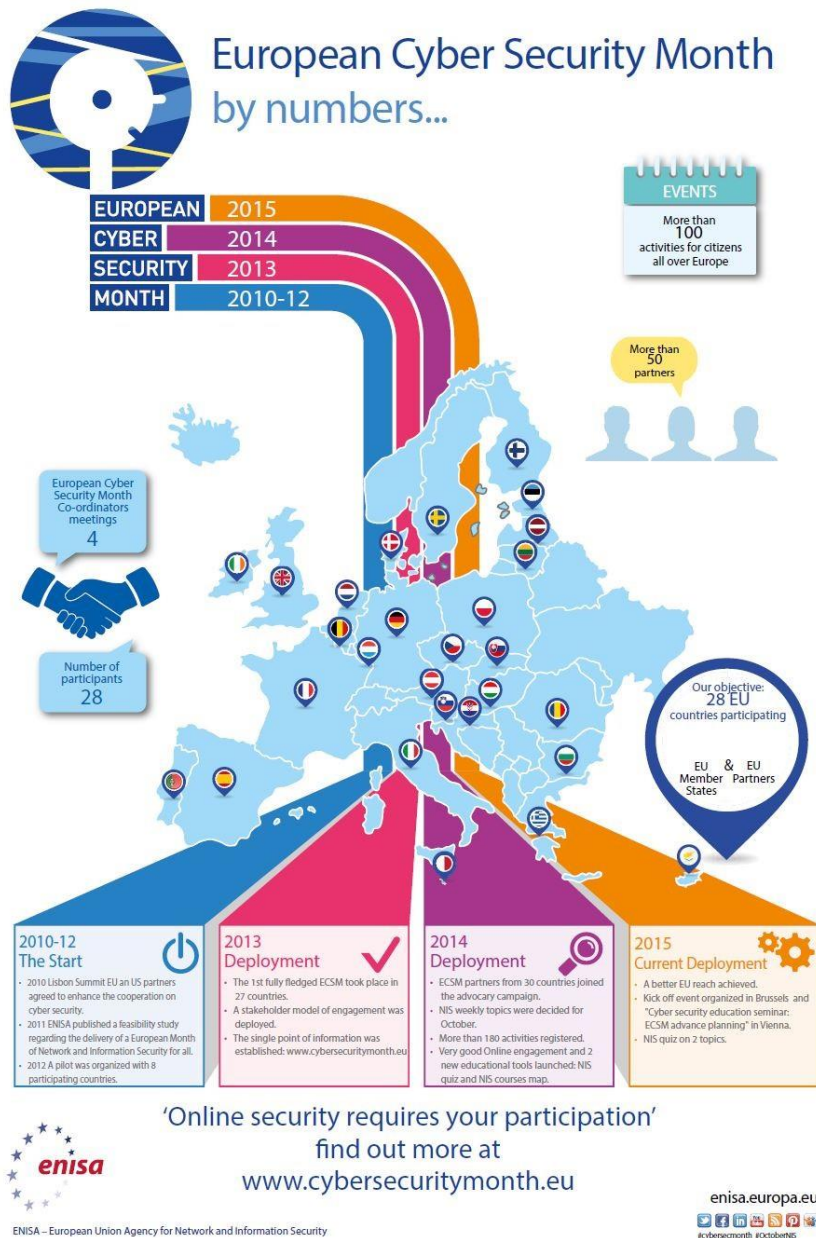 European Cyber Security Month
by numbers...
EVENTS
More than
100
activities for citizens
all over Europe
EUROPEAN 2015
CYBER 2014
SECURITY 2013
MONTH 2010-12
More than
50
partners
European Cyber
Security Month
Co-ordinators
meetings
4
Number of
participants
28
Our objective:
28 EU
countries participating
EU & EU
Member Partners
States
2010-12
The Start
• 2010 Lisbon Summit EU an US partners
agreed to enhance the cooperation on
cyber security.
• 2011 ENISA published a feasibility study
regarding the delivery of a European Month
of Network and Information Security for all.
• 2012 A pilot was organized with 8
participating countries.
2013
Deployment
• The 1st fully fledged ECSM took place in
27 countries.
• A stakeholder model of engagement was
deployed.
• The single point of information was
established: www.cybersecuritymonth.eu
2014
Deployment
• ECSM partners from 30 countries joined
the advocary campaign.
• NIS weekly topics were decided for
October.
• More than 180 activities registered.
• Very good Online engagement and 2
new educational tools launched: NIS
quiz and NIS courses map.
2015
Current Deployment
• A better EU reach achieved.
• Kick off event organized in Brussels and
"Cyber security education seminar:
ECSM advance planning" in Vienna.
• NIS quiz on 2 topics.
'Online security requires your participation'
find out more at
www.cybersecuritymonth.eu
enisa
enisa.europa.eu
#cybersecmonth #OctoberNIS
ENISA – European Union Agency for Network and Information Security